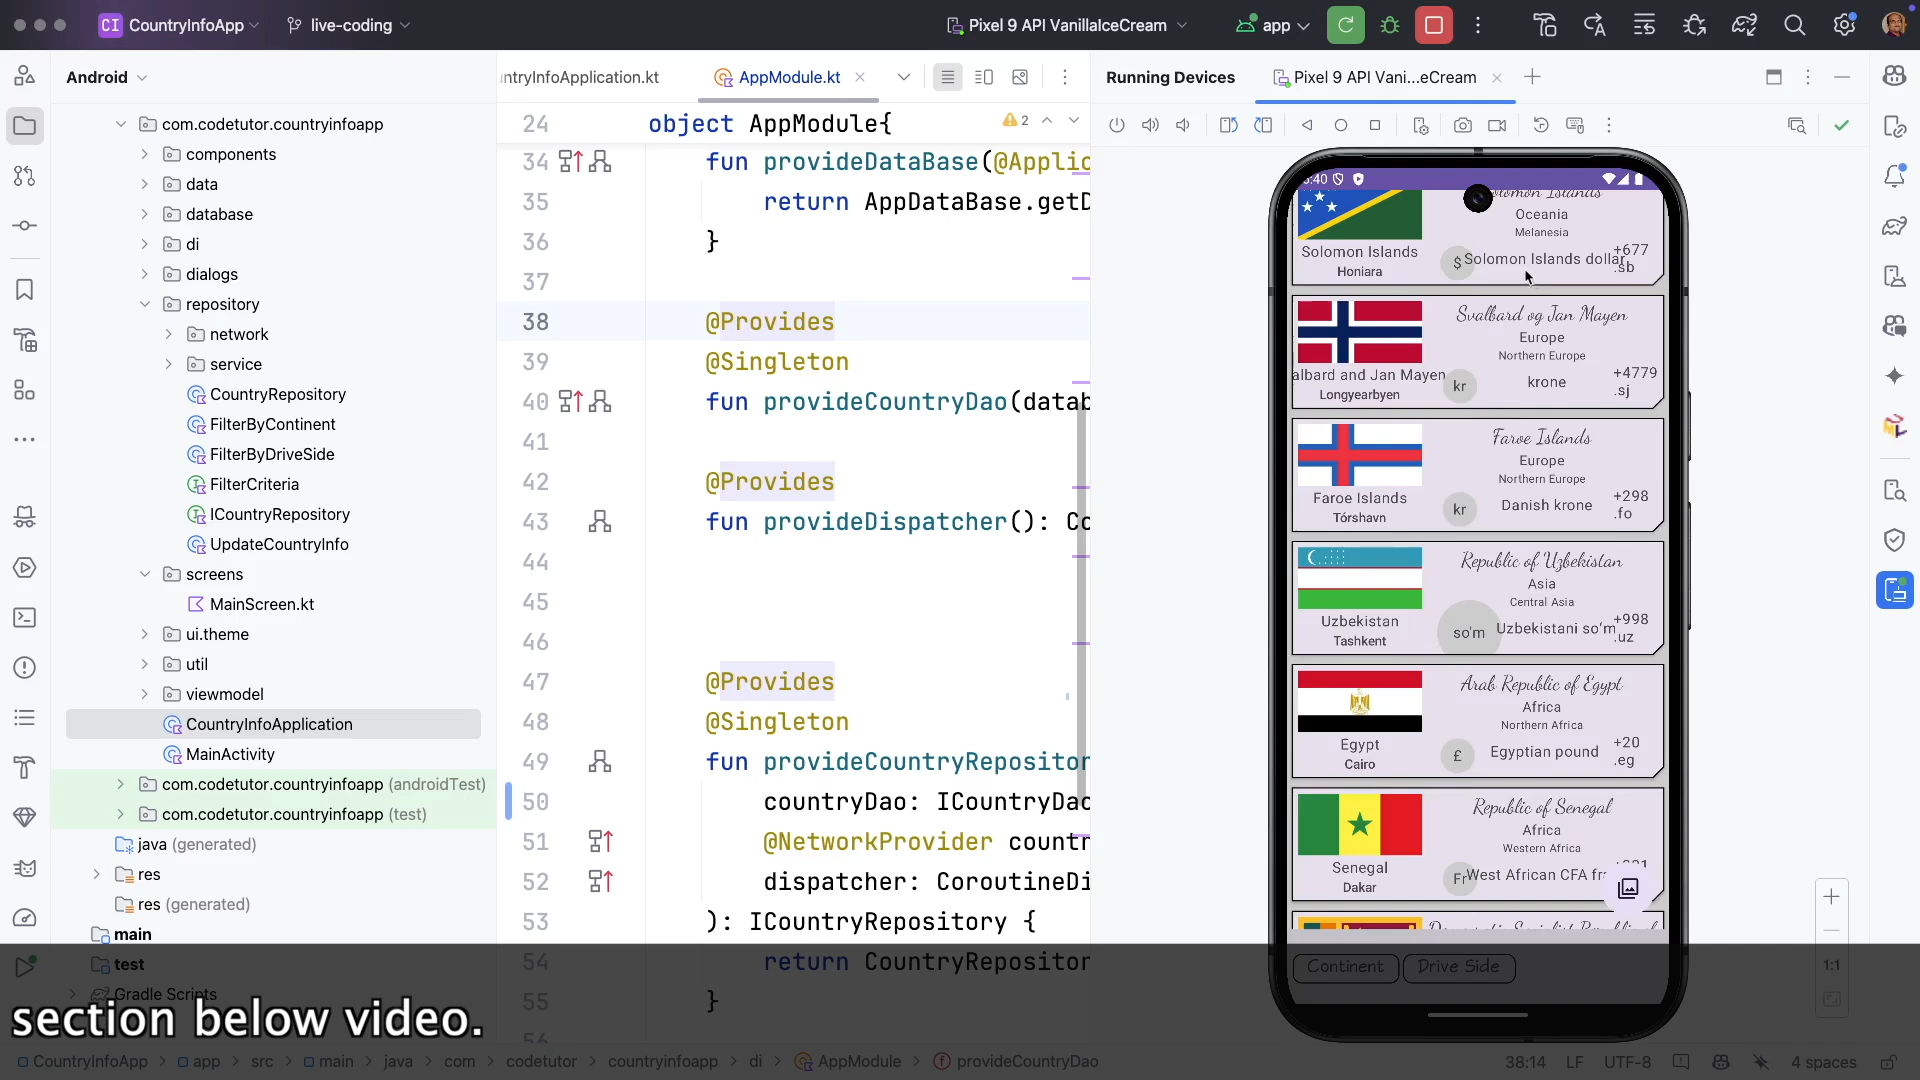 CI CountryInfoApp
live-coding
Pixel 9 API VanillaIceCream
app
Android
com.codetutor.countryinfoapp
components
data
database
di
dialogs
repository
network
service
CountryRepository
FilterByContinent
FilterByDriveSide
FilterCriteria
ICountryRepository
UpdateCountryInfo
screens
MainScreen.kt
ui.theme
util
viewmodel
CountryInfoApplication
MainActivity
com.codetutor.countryinfoapp (androidTest)
com.codetutor.countryinfoapp (test)
java (generated)
res
res (generated)
main
test
Gradle Scripts
ntryInfoApplication.kt
AppModule.kt
24 object AppModule{
2
34 fun provideDataBase(@Applic
35 return AppDataBase.getD
36 }
37
38 @Provides
39 @Singleton
40 fun provideCountryDao(datab
41
42 @Provides
43 fun provideDispatcher(): Co
44
45
46
47 @Provides
48 @Singleton
49 fun provideCountryRepositor
50 countryDao: ICountryDao
51 @NetworkProvider countr
52 dispatcher: CoroutineDi
53 ): ICountryRepository {
54 return CountryRepositor
55 }
56
Running Devices
Pixel 9 API Vani...eCream
:40
Solomon Islands
Oceania
Melanesia
Solomon Islands
Honiara
$
Solomon Islands dollar
+677
.sb
Svalbard og Jan Mayen
Europe
Northern Europe
albard and Jan Mayen
Longyearbyen
kr
krone
+4779
.sj
Faroe Islands
Europe
Northern Europe
Faroe Islands
Tórshavn
kr
Danish krone
+298
.fo
Republic of Uzbekistan
Asia
Central Asia
Uzbekistan
Tashkent
so'm
Uzbekistani soʻm
+998
.uz
Arab Republic of Egypt
Africa
Northern Africa
Egypt
Cairo
£
Egyptian pound
+20
.eg
Republic of Senegal
Africa
Western Africa
Senegal
Dakar
Fr
West African CFA fr
+221
Continent
Drive Side
1:1
section below video.
CountryInfoApp > app > src > main > java > com > codetutor > countryinfoapp > di > AppModule > provideCountryDao
38:14 LF UTF-8 4 spaces